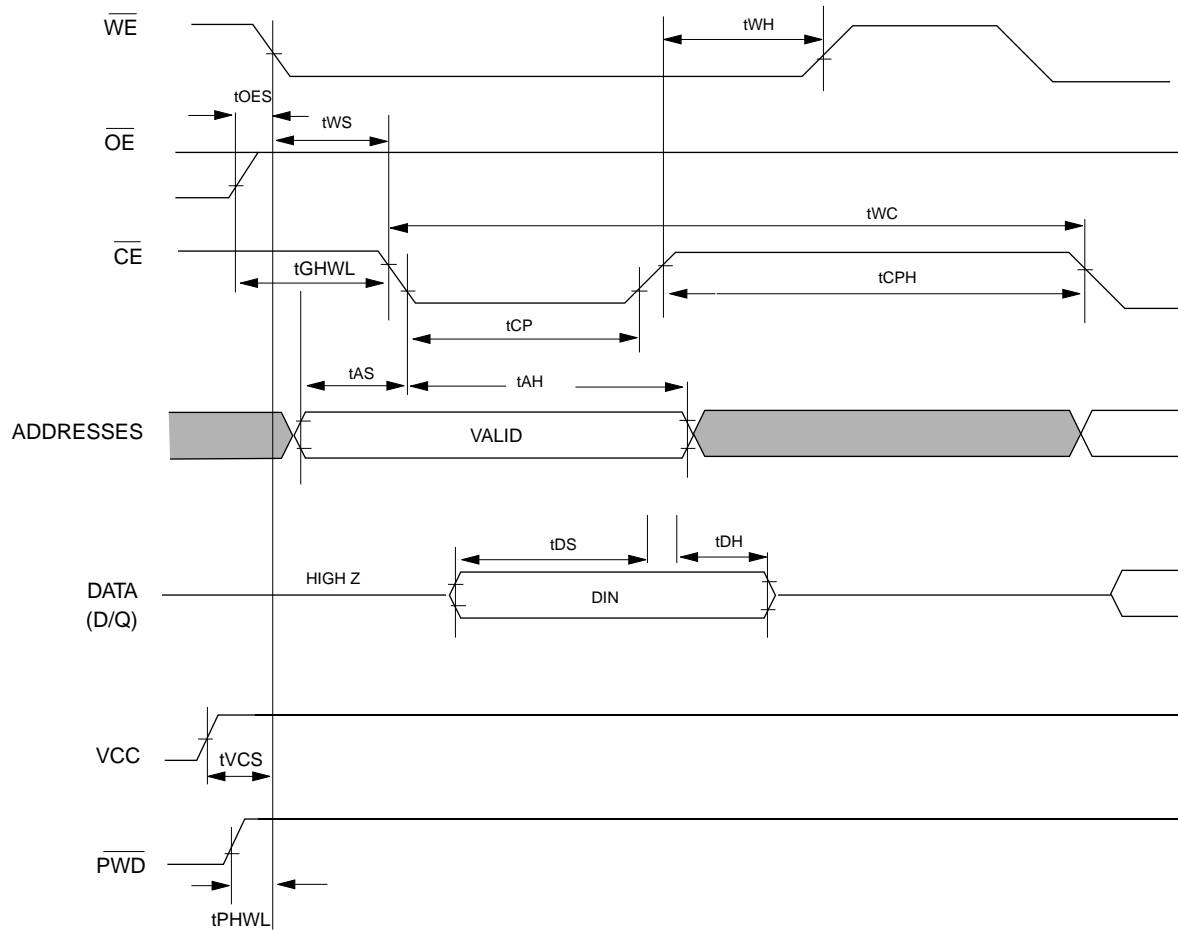 WE
tWH
tOES
tWS
OE
tWC
CE
tGHWL
tCPH
tCP
tAS
tAH
ADDRESSES
VALID
tDS
tDH
HIGH Z
DATA
(D/Q)
DIN
VCC
tVCS
PWD
tPHWL